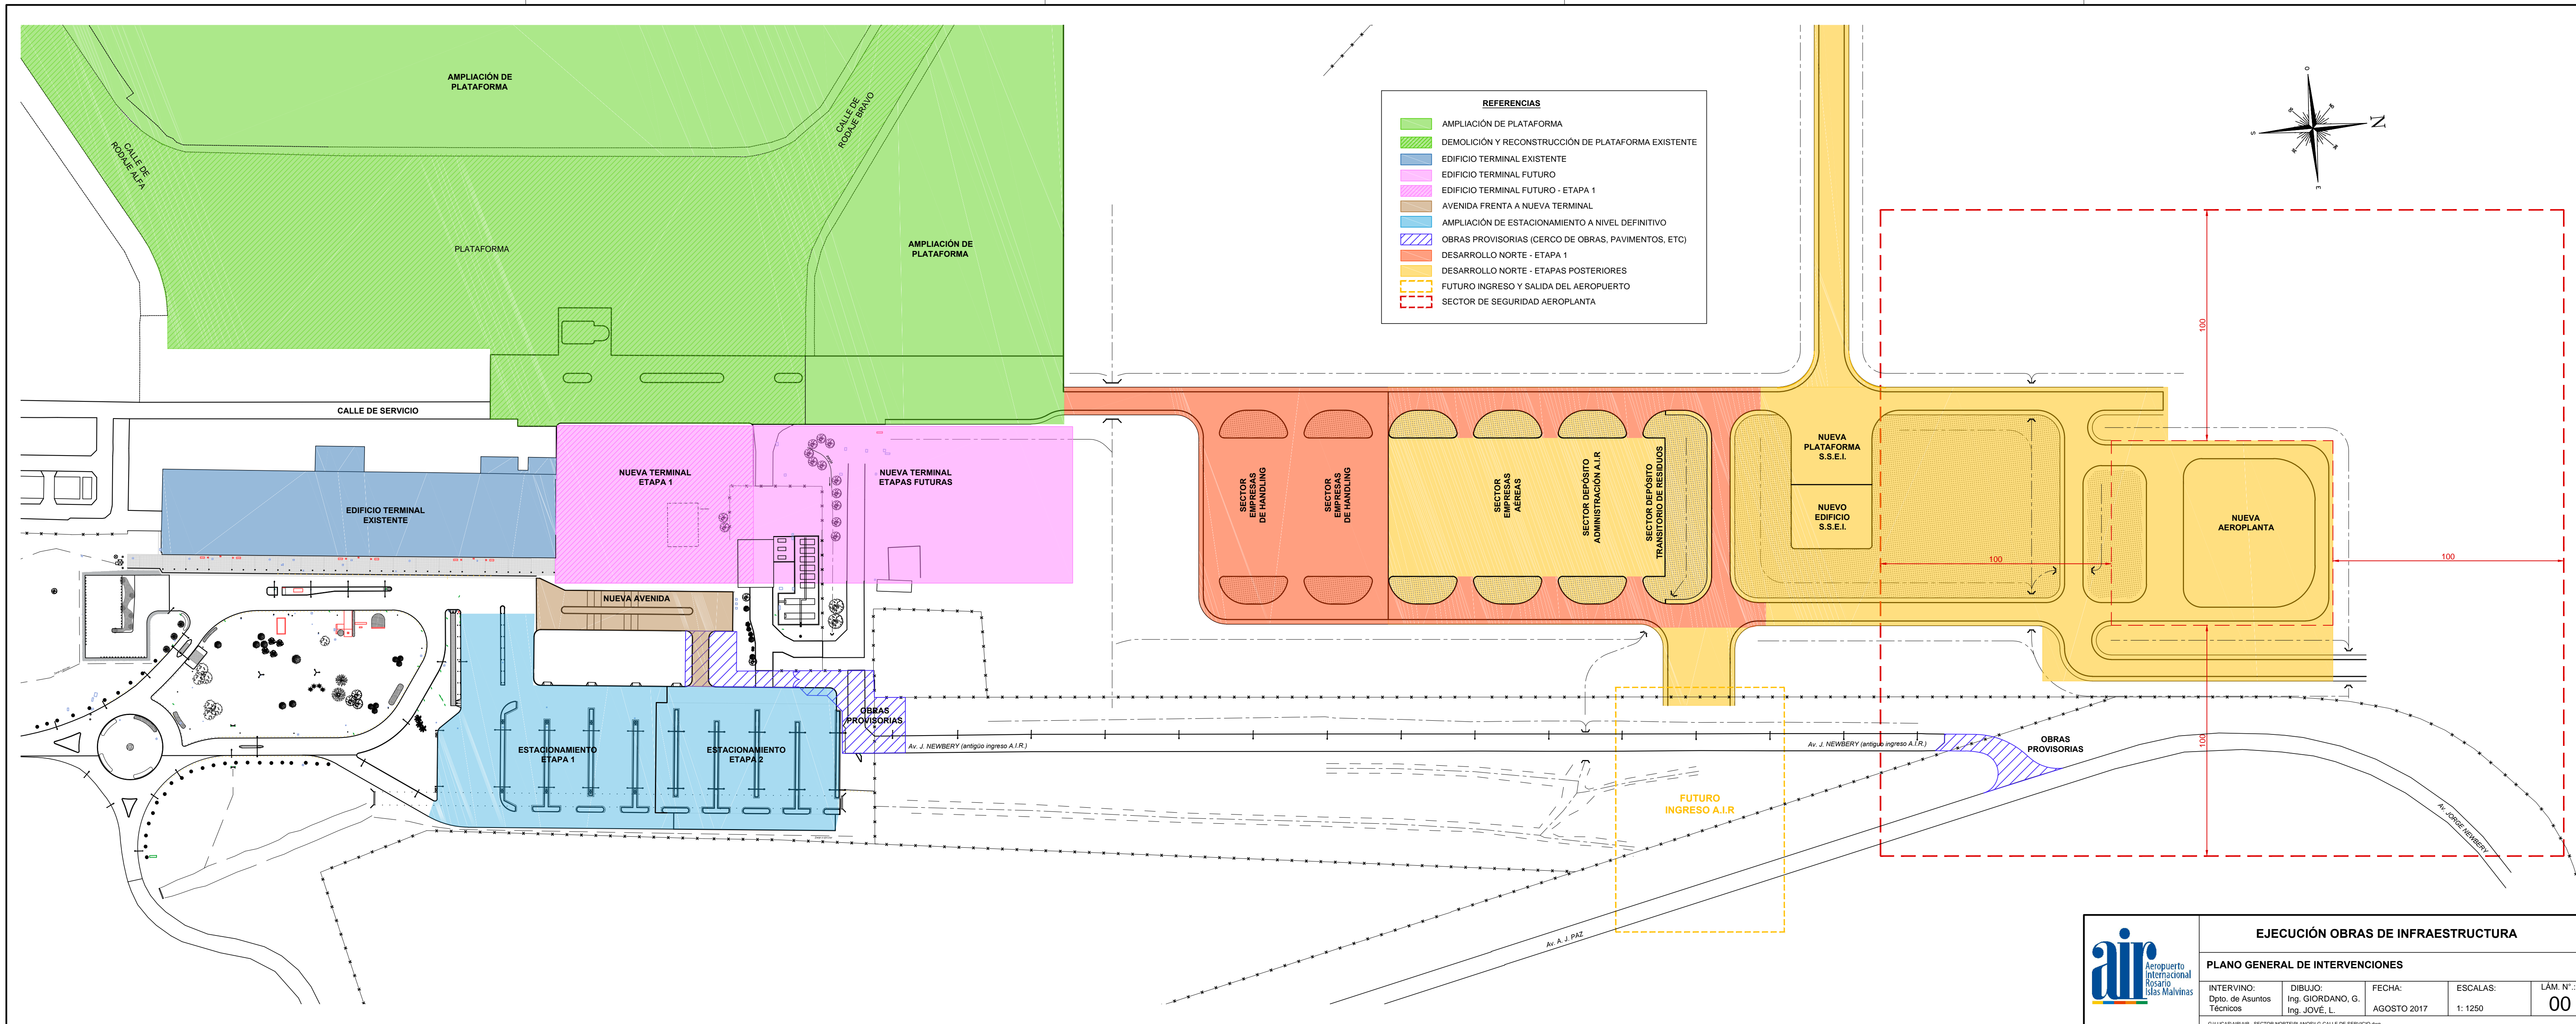 AMPLIACIÓN DE
PLATAFORMA
CALLE DE
RODAJE ALFA
CALLE DE
RODAJE BRAVO
PLATAFORMA
AMPLIACIÓN DE
PLATAFORMA
REFERENCIAS
AMPLIACIÓN DE PLATAFORMA
DEMOLICIÓN Y RECONSTRUCCIÓN DE PLATAFORMA EXISTENTE
EDIFICIO TERMINAL EXISTENTE
EDIFICIO TERMINAL FUTURO
EDIFICIO TERMINAL FUTURO - ETAPA 1
AVENIDA FRENTA A NUEVA TERMINAL
AMPLIACIÓN DE ESTACIONAMIENTO A NIVEL DEFINITIVO
OBRAS PROVISORIAS (CERCO DE OBRAS, PAVIMENTOS, ETC)
DESARROLLO NORTE - ETAPA 1
DESARROLLO NORTE - ETAPAS POSTERIORES
FUTURO INGRESO Y SALIDA DEL AEROPUERTO
SECTOR DE SEGURIDAD AEROPLANTA
O
N
S
E
100
CALLE DE SERVICIO
EDIFICIO TERMINAL
EXISTENTE
NUEVA TERMINAL
ETAPA 1
NUEVA TERMINAL
ETAPAS FUTURAS
SECTOR
EMPRESAS
DE HANDLING
SECTOR
EMPRESAS
DE HANDLING
SECTOR
EMPRESAS
AÉREAS
SECTOR DEPÓSITO
ADMINISTRACIÓN A.I.R
SECTOR DEPÓSITO
TRANSITORIO DE RESIDUOS
NUEVA
PLATAFORMA
S.S.E.I.
NUEVO
EDIFICIO
S.S.E.I.
NUEVA
AEROPLANTA
100
100
NUEVA AVENIDA
OBRAS
PROVISORIAS
ESTACIONAMIENTO
ETAPA 1
ESTACIONAMIENTO
ETAPA 2
Av. J. NEWBERY (antigüo ingreso A.I.R.)
Av. J. NEWBERY (antigüo ingreso A.I.R.)
OBRAS
PROVISORIAS
100
FUTURO
INGRESO A.I.R
Av. JORGE NEWBERY
Av. A. J. PAZ
air
Aeropuerto
Internacional
Rosario
Islas Malvinas
EJECUCIÓN OBRAS DE INFRAESTRUCTURA
PLANO GENERAL DE INTERVENCIONES
INTERVINO:
Dpto. de Asuntos
Técnicos
DIBUJO:
Ing. GIORDANO, G.
Ing. JOVÉ, L.
FECHA:
AGOSTO 2017
ESCALAS:
1: 1250
LÁM. N°.:
00